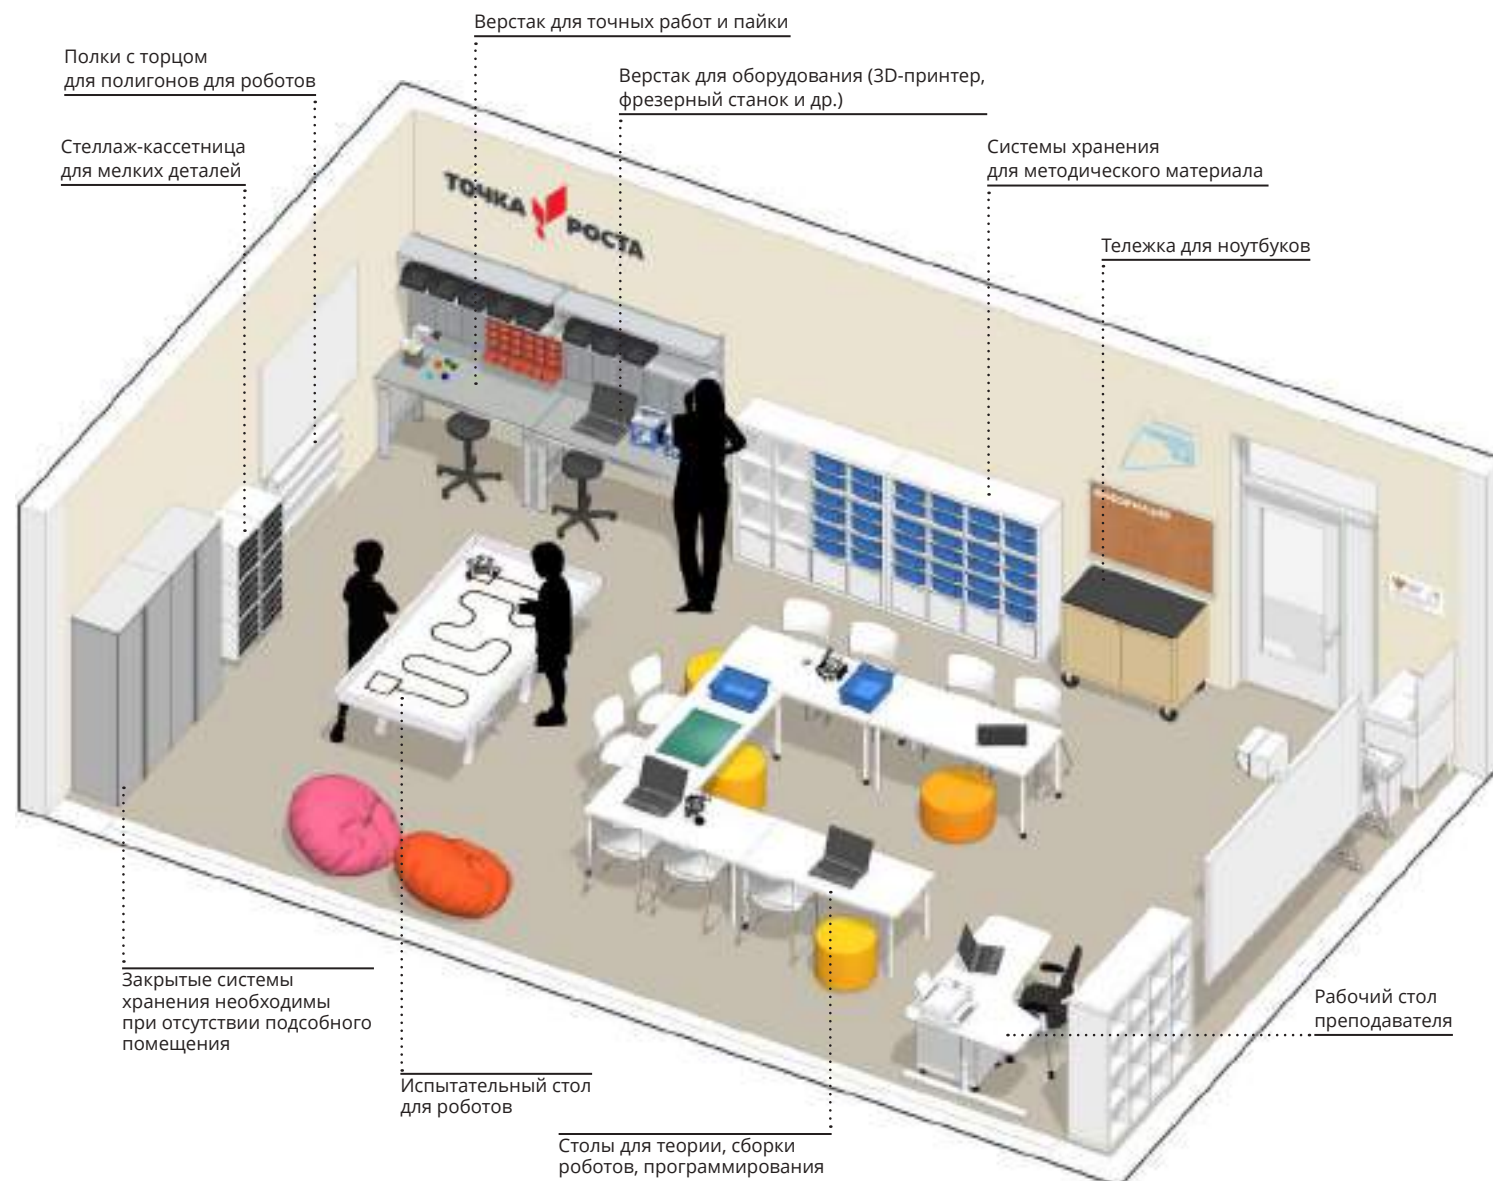 Верстак для точных работ и пайки
Полки с торцом
для полигонов для роботов
Верстак для оборудования (3D-принтер,
фрезерный станок и др.)
Стеллаж-кассетница
для мелких деталей
Системы хранения
для методического материала
ТОЧКА РОСТА
Тележка для ноутбуков
Закрытые системы
хранения необходимы
при отсутствии подсобного
помещения
Рабочий стол
преподавателя
Испытательный стол
для роботов
Столы для теории, сборки
роботов, программирования